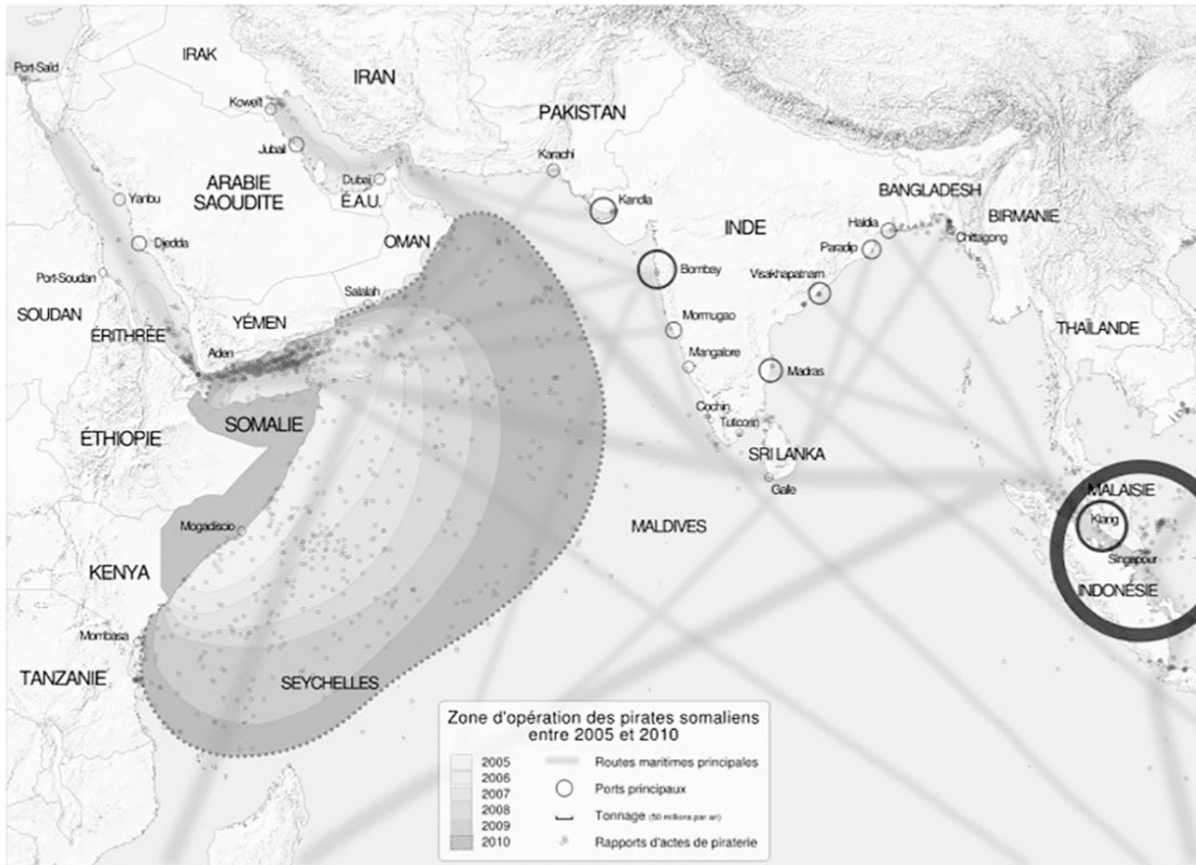 Port-Saïd
IRAK
IRAN
Koweït
PAKISTAN
Jubail
Karachi
ARABIE
SAOUDITE
Dubaï
É.A.U.
Yanbu
Kandla
BANGLADESH
BIRMANIE
INDE
Haldia
Chittagong
Djedda
OMAN
Paradip
Port-Soudan
Bombay
Visakhapatnam
Salalah
SOUDAN
YÉMEN
ÉRITHRÈE
Mormugao
THAÏLANDE
Aden
Mangalore
Madras
Cochin
SOMALIE
Tuticorin
ÉTHIOPIE
SRI LANKA
Galle
MALAISIE
Mogadiscio
MALDIVES
Klang
Singapour
KENYA
INDONÉSIE
Mombasa
TANZANIE
SEYCHELLES
Zone d'opération des pirates somaliens
entre 2005 et 2010
2005
Routes maritimes principales
2006
2007
Ports principaux
2008
Tonnage (50 millions par an)
2009
2010
Rapports d'actes de piraterie